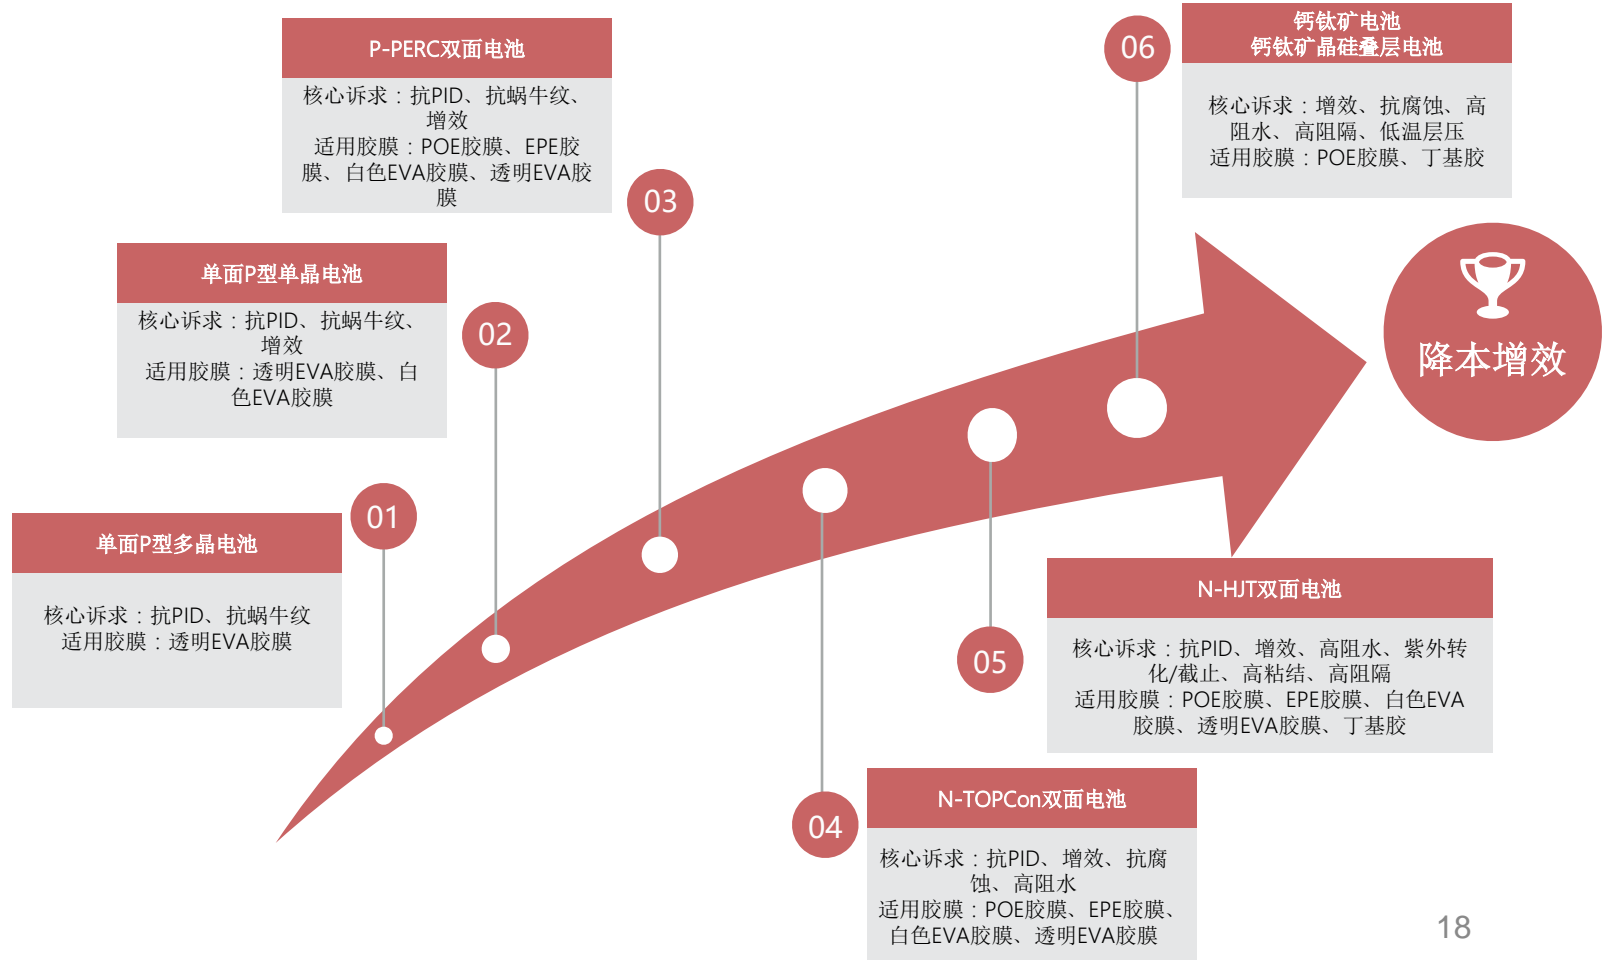 P-PERC双面电池
核心诉求：抗PID、抗蜗牛纹、
增效
适用胶膜：POE胶膜、EPE胶
膜、白色EVA胶膜、透明EVA胶
膜
03
单面P型单晶电池
核心诉求：抗PID、抗蜗牛纹、
增效
适用胶膜：透明EVA胶膜、白
色EVA胶膜
02
单面P型多晶电池
核心诉求：抗PID、抗蜗牛纹
适用胶膜：透明EVA胶膜
01
06
钙钛矿电池
钙钛矿晶硅叠层电池
核心诉求：增效、抗腐蚀、高
阻水、高阻隔、低温层压
适用胶膜：POE胶膜、丁基胶
降本增效
05
N-HJT双面电池
核心诉求：抗PID、增效、高阻水、紫外转
化/截止、高粘结、高阻隔
适用胶膜：POE胶膜、EPE胶膜、白色EVA
胶膜、透明EVA胶膜、丁基胶
04
N-TOPCon双面电池
核心诉求：抗PID、增效、抗腐
蚀、高阻水
适用胶膜：POE胶膜、EPE胶膜、
白色EVA胶膜、透明EVA胶膜
18